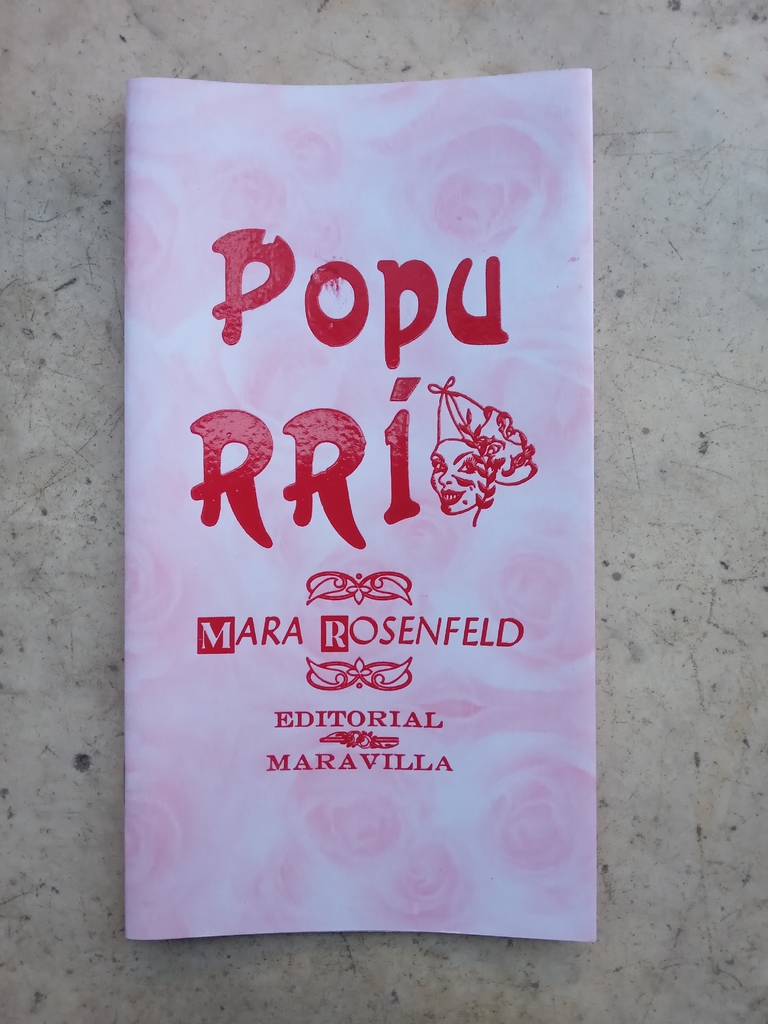 Popu
RRÍ
MARA ROSENFELD
EDITORIAL
MARAVILLA